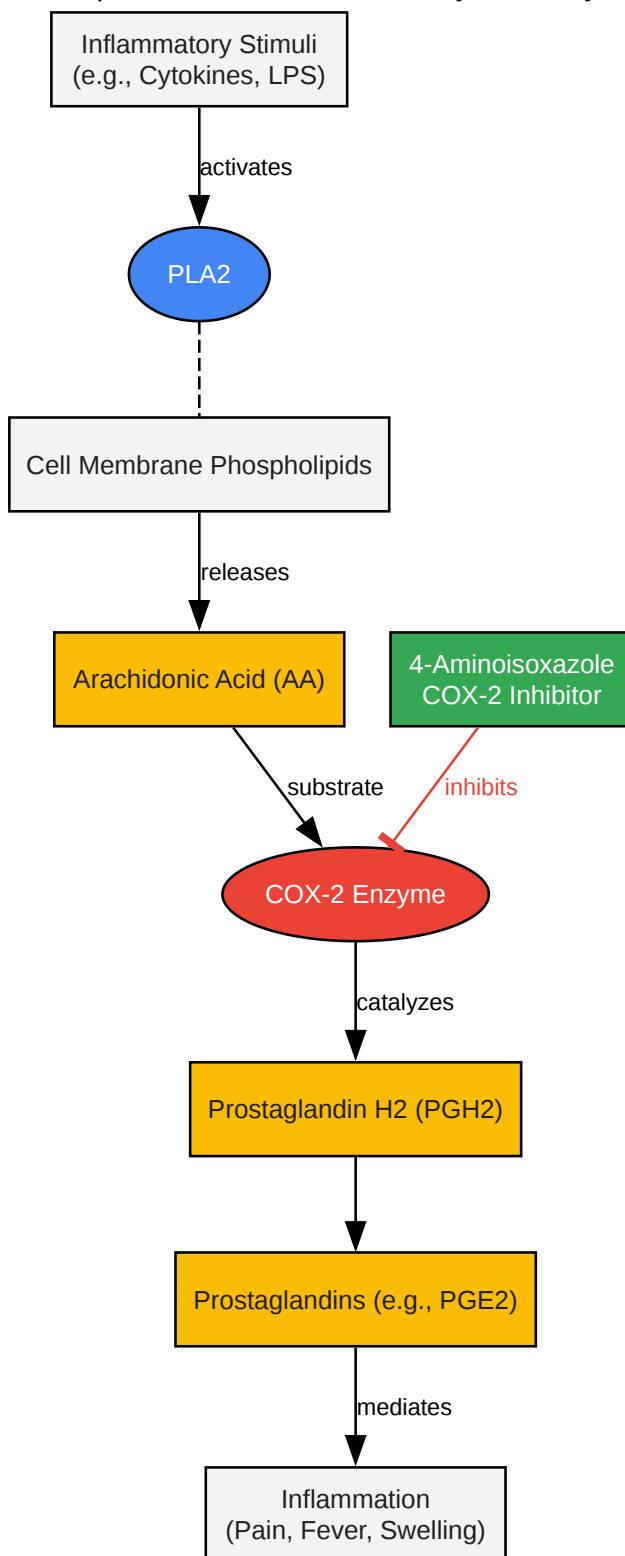 Inflammatory Stimuli
(e.g., Cytokines, LPS)
activates
PLA2
Cell Membrane Phospholipids
releases
Arachidonic Acid (AA)
4-Aminoisoxazole
COX-2 Inhibitor
substrate
inhibits
COX-2 Enzyme
catalyzes
Prostaglandin H2 (PGH2)
Prostaglandins (e.g., PGE2)
mediates
Inflammation
(Pain, Fever, Swelling)